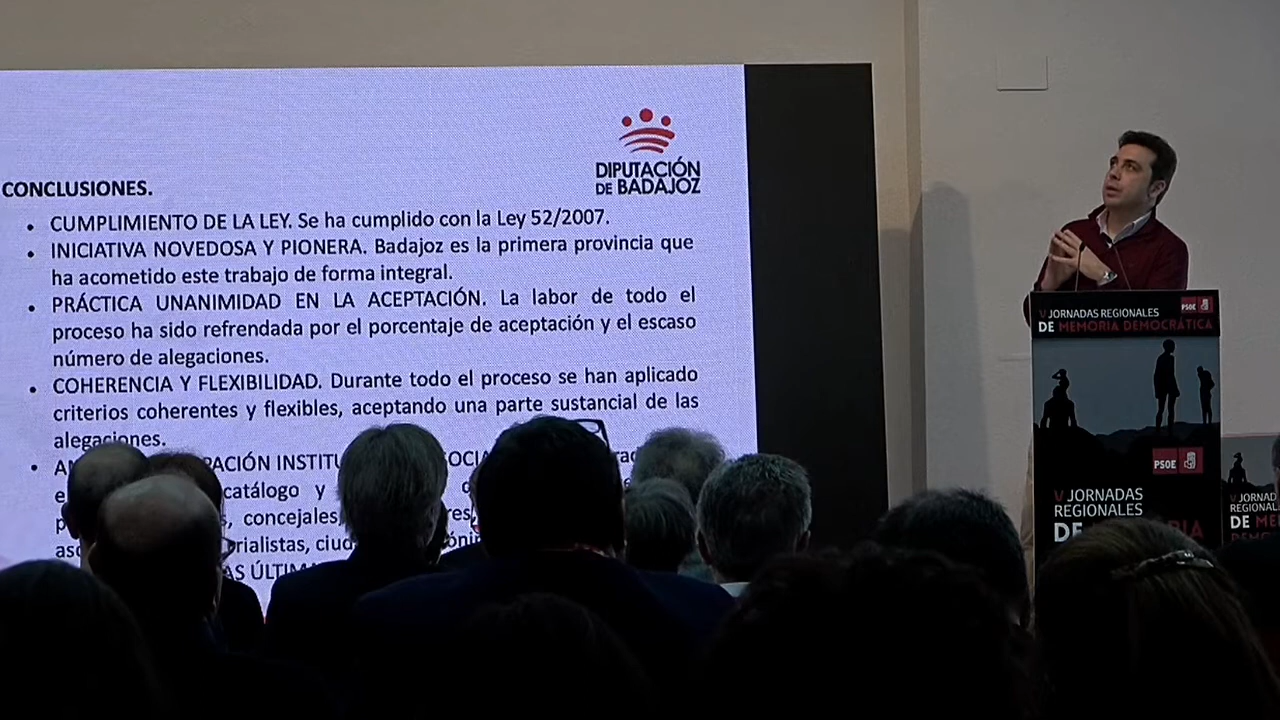 DIPUTACIÓN
DE BADAJOZ
CONCLUSIONES.
• CUMPLIMIENTO DE LA LEY. Se ha cumplido con la Ley 52/2007.
• INICIATIVA NOVEDOSA Y PIONERA. Badajoz es la primera provincia que
ha acometido este trabajo de forma integral.
• PRÁCTICA UNANIMIDAD EN LA ACEPTACIÓN. La labor de todo el
proceso ha sido refrendada por el porcentaje de aceptación y el escaso
número de alegaciones.
• COHERENCIA Y FLEXIBILIDAD. Durante todo el proceso se han aplicado
criterios coherentes y flexibles, aceptando una parte sustancial de las
alegaciones.
catálogo y
concejales,
PSOE
V JORNADAS REGIONALES
DE MEMORIA DEMOCRÁTICA
PSOE
V JORNADAS
REGIONALES
DE